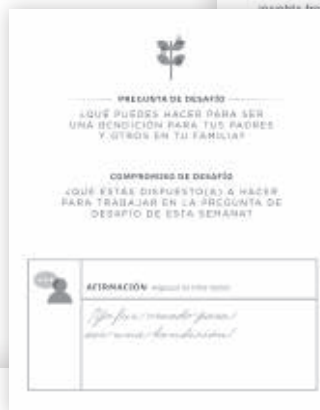 PREGUNTA DE DESAFÍO
¿QUÉ PUEDES HACER PARA SER
UNA BENDICIÓN PARA TUS PADRES
Y OTROS EN TU FAMILIA?
COMPROMISO DE DESAFÍO
¿QUÉ ESTÁS DISPUESTO(A) A HACER
PARA TRABAJAR EN LA PREGUNTA DE
DESAFÍO DE ESTA SEMANA?
AFIRMACIÓN
¡Yo fui creado para
ser una bendición!